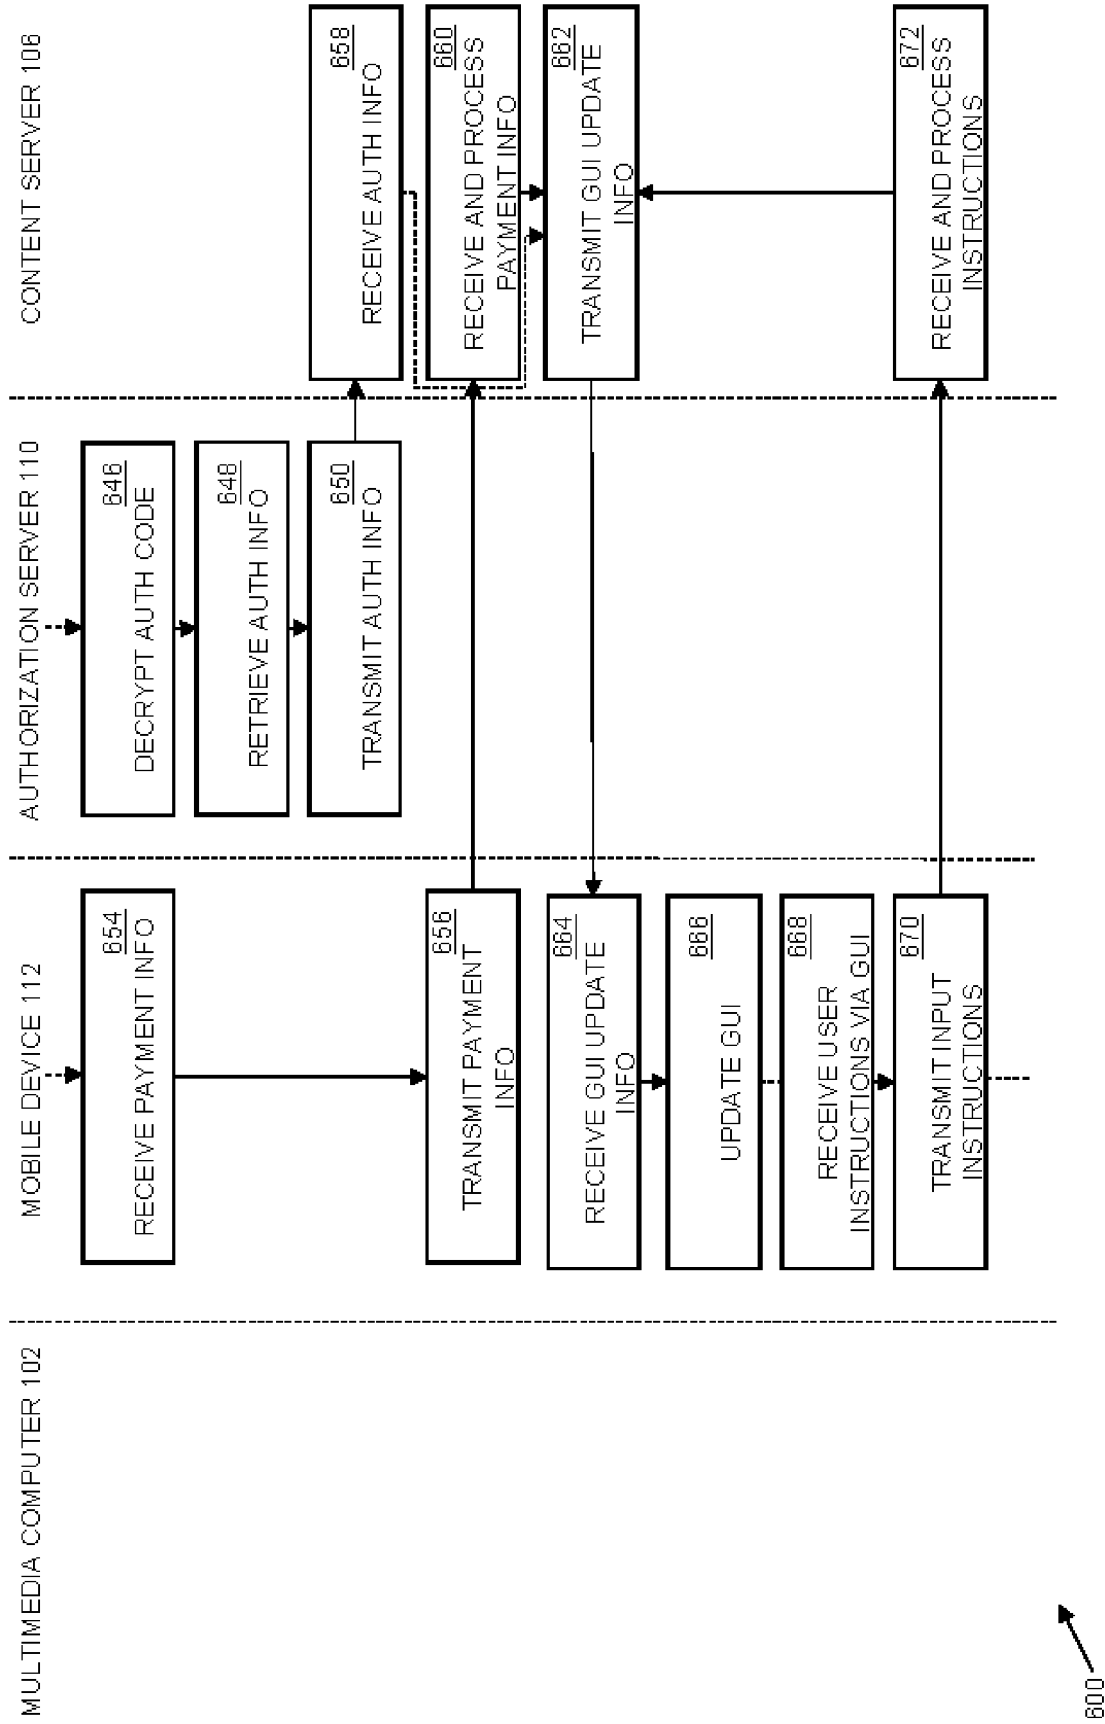 MULTIMEDIA COMPUTER 102
MOBILE DEVICE 112
AUTHORIZATION SERVER 110
CONTENT SERVER 106
654
RECEIVE PAYMENT INFO
646
DECRYPT AUTH CODE
648
RETRIEVE AUTH INFO
650
TRANSMIT AUTH INFO
658
RECEIVE AUTH INFO
656
TRANSMIT PAYMENT
INFO
660
RECEIVE AND PROCESS
PAYMENT INFO
662
TRANSMIT GUI UPDATE
INFO
664
RECEIVE GUI UPDATE
INFO
666
UPDATE GUI
668
RECEIVE USER
INSTRUCTIONS VIA GUI
670
TRANSMIT INPUT
INSTRUCTIONS
672
RECEIVE AND PROCESS
INSTRUCTIONS
600